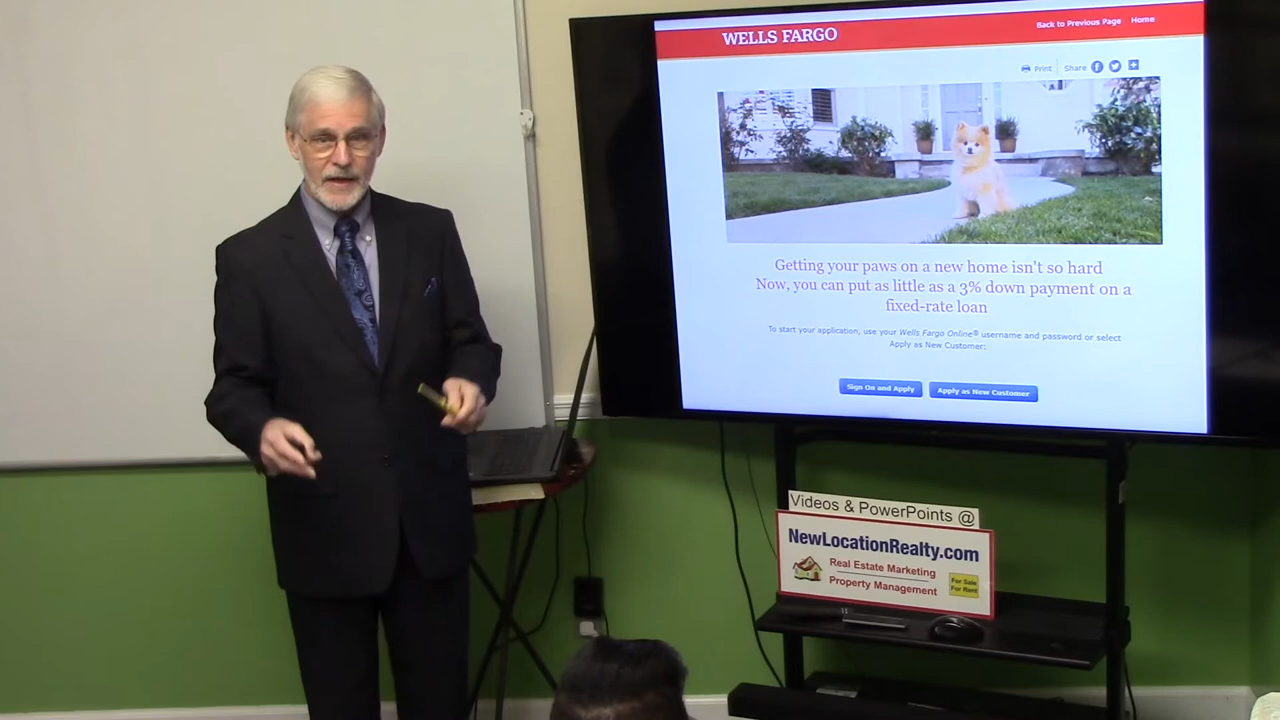 WELLS FARGO
Back to Previous Page Home
Print Share
Getting your paws on a new home isn't so hard
Now, you can put as little as a 3% down payment on a
fixed-rate loan
To start your application, use your Wells Fargo Online® username and password or select
Apply as New Customer:
Sign On and Apply Apply as New Customer
Videos & PowerPoints @
NewLocationRealty.com
Real Estate Marketing
Property Management
For Sale
For Rent